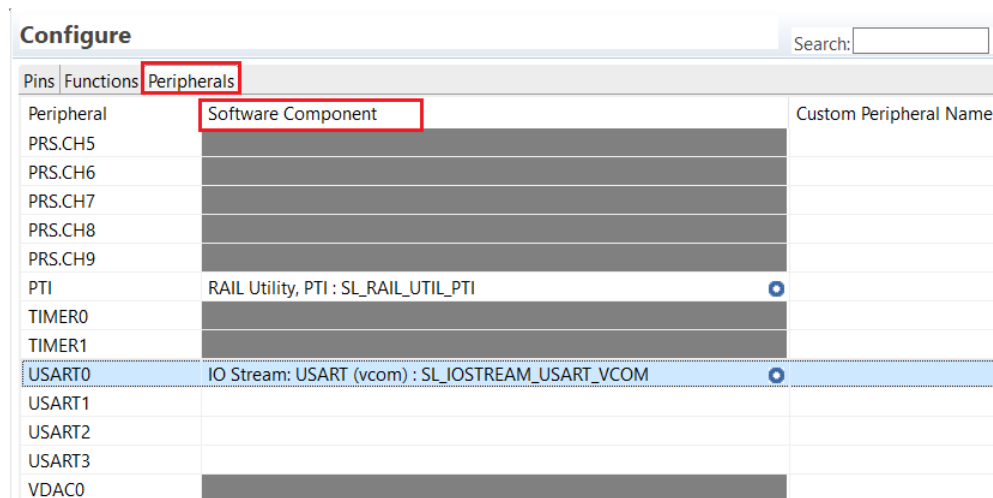 Configure
Search:
Pins Functions Peripherals
Peripheral Software Component Custom Peripheral Name
PRS.CH5
PRS.CH6
PRS.CH7
PRS.CH8
PRS.CH9
PTI RAIL Utility, PTI : SL_RAIL_UTIL_PTI
TIMER0
TIMER1
USART0 IO Stream: USART (vcom) : SL_IOSTREAM_USART_VCOM
USART1
USART2
USART3
VDAC0